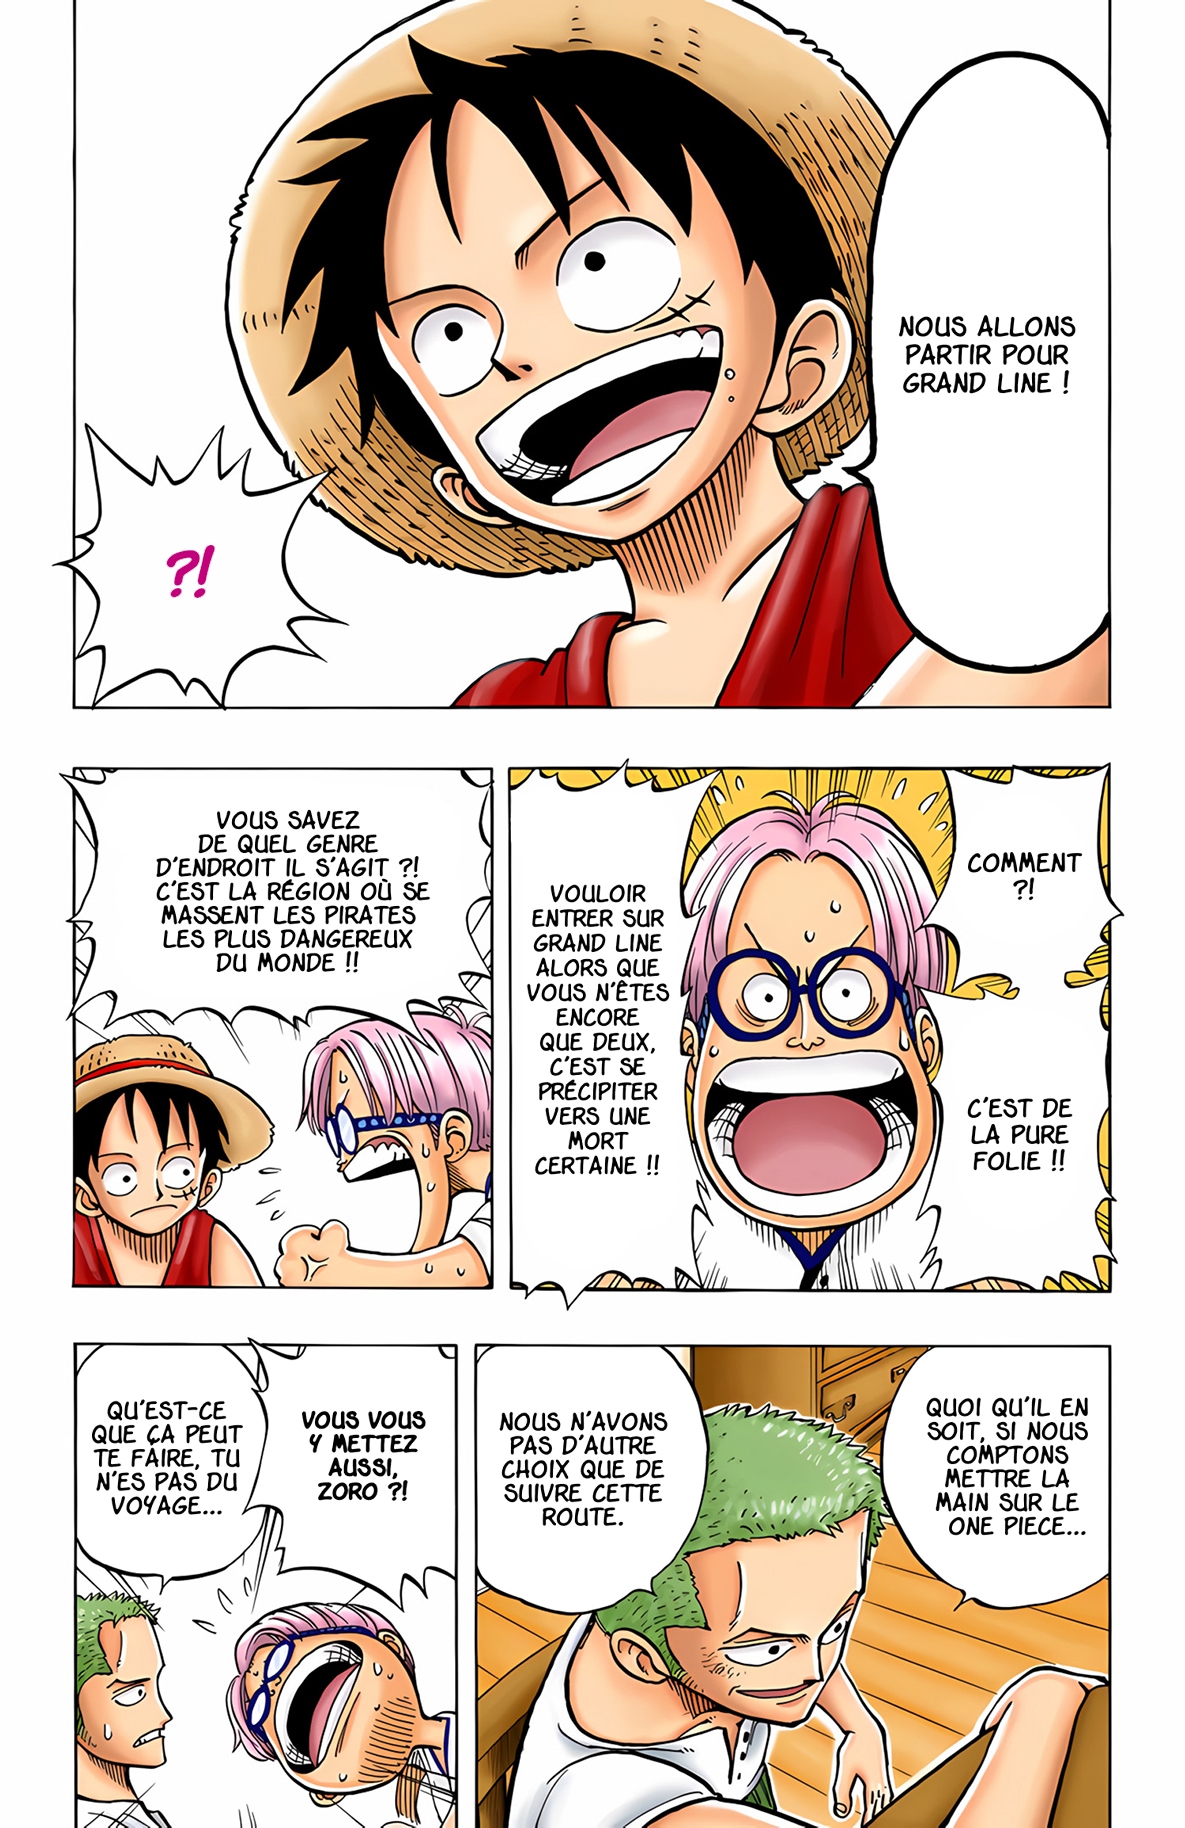 NOUS ALLONS
PARTIR POUR
GRAND LINE !
?!
COMMENT
?!
C'EST DE
LA PURE
FOLIE !!
VOULOIR
ENTRER SUR
GRAND LINE
ALORS QUE
VOUS N'ÊTES
ENCORE
QUE DEUX,
C'EST SE
PRÉCIPITER
VERS UNE
MORT
CERTAINE !!
VOUS SAVEZ
DE QUEL GENRE
D'ENDROIT IL S'AGIT ?!
C'EST LA RÉGION OÙ SE
MASSENT LES PIRATES
LES PLUS DANGEREUX
DU MONDE !!
QUOI QU'IL EN
SOIT, SI NOUS
COMPTONS
METTRE LA
MAIN SUR LE
ONE PIECE...
NOUS N'AVONS
PAS D'AUTRE
CHOIX QUE DE
SUIVRE CETTE
ROUTE.
VOUS VOUS
Y METTEZ
AUSSI,
ZORO ?!
QU'EST-CE
QUE ÇA PEUT
TE FAIRE, TU
N'ES PAS DU
VOYAGE...